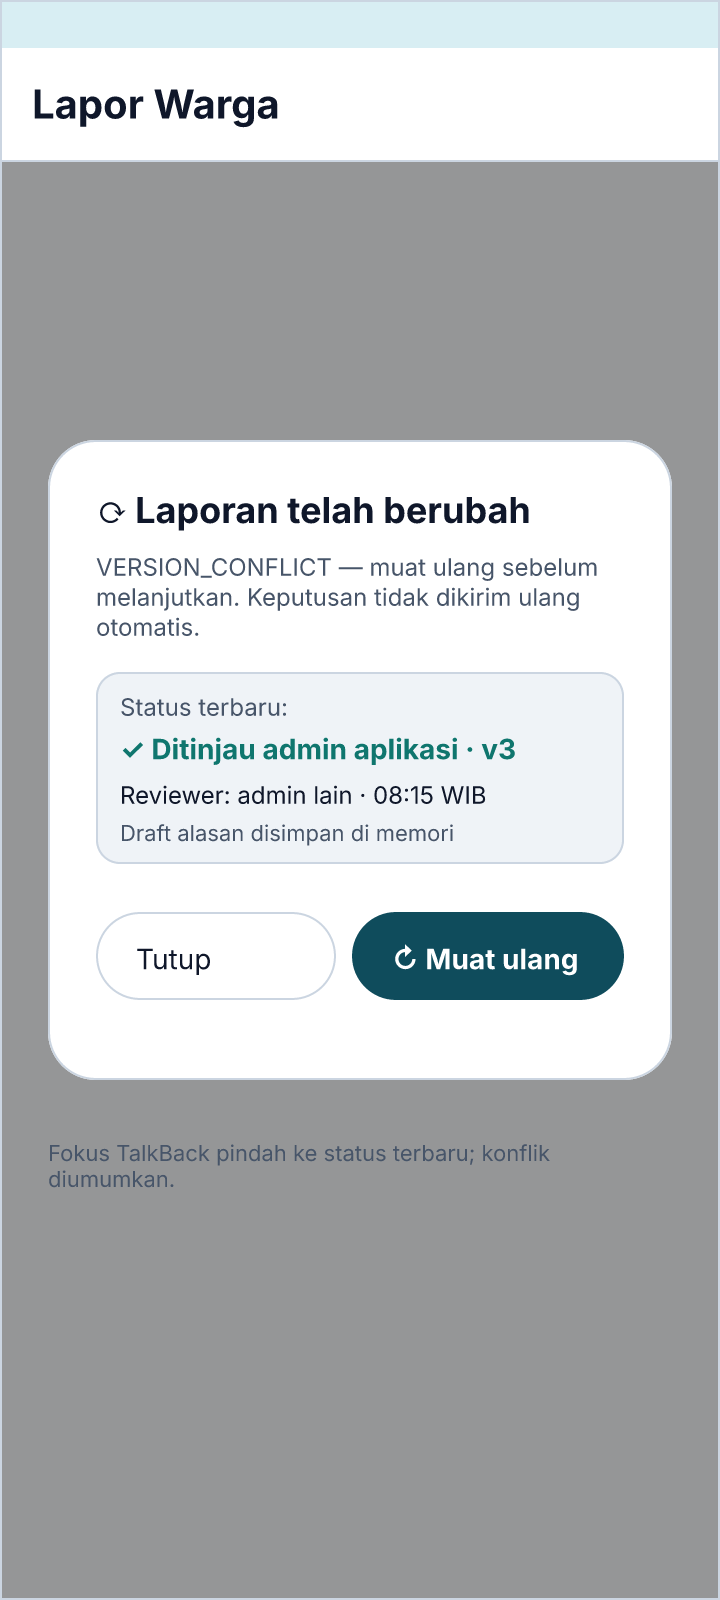 Lapor Warga
⟳ Laporan telah berubah
VERSION_CONFLICT — muat ulang sebelum
melanjutkan. Keputusan tidak dikirim ulang
otomatis.
Status terbaru:
✓ Ditinjau admin aplikasi · v3
Reviewer: admin lain · 08:15 WIB
Draft alasan disimpan di memori
Tutup
↻ Muat ulang
Fokus TalkBack pindah ke status terbaru; konflik
diumumkan.